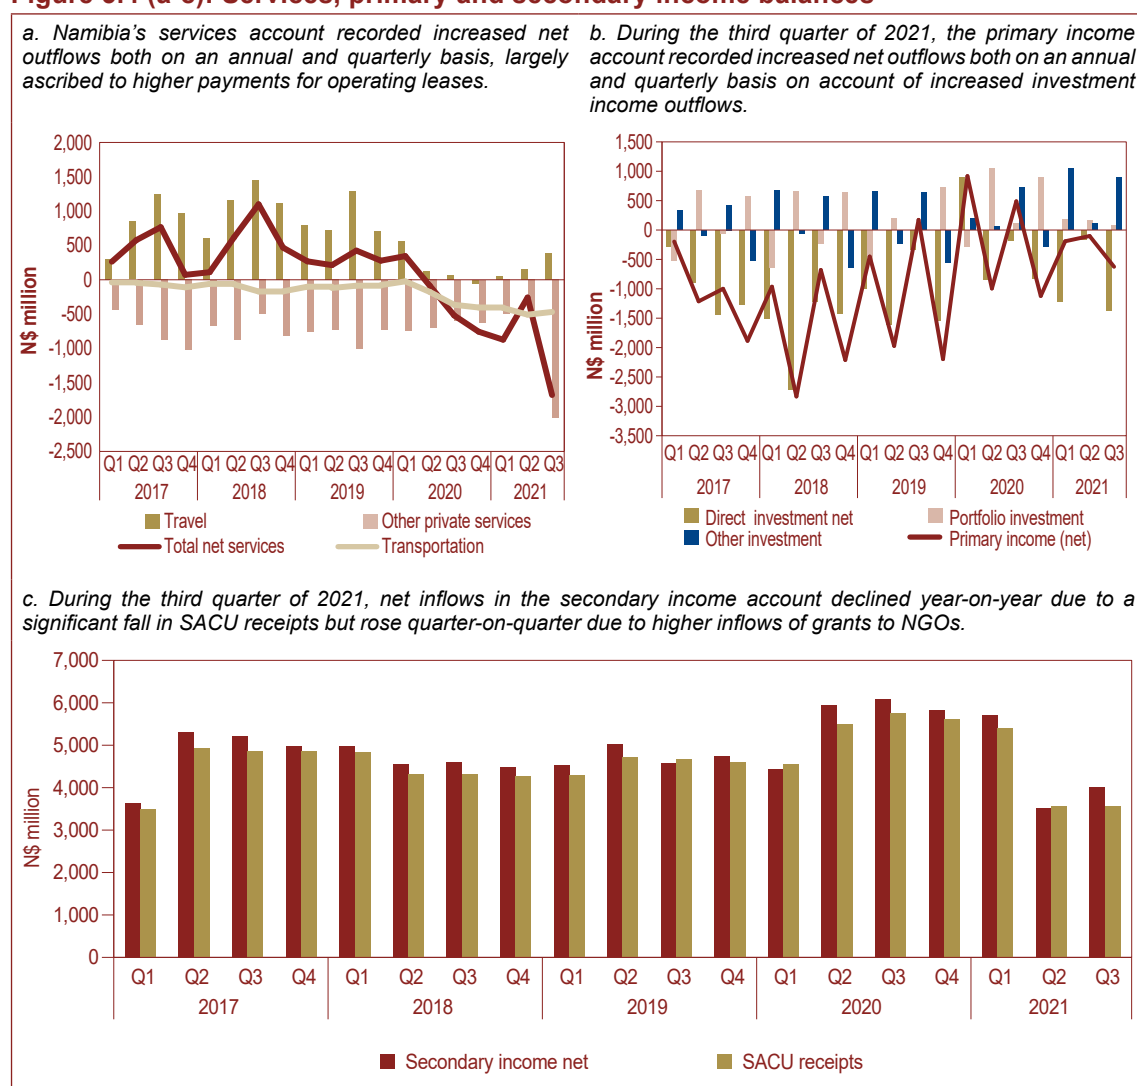 a. Namibia's services account recorded increased net
outflows both on an annual and quarterly basis, largely
ascribed to higher payments for operating leases.
2,000
1,500
1,000
500
0
-500
-1,000
-1,500
-2,000
-2,500
N$ million
Q1 Q2 Q3 Q4 Q1 Q2 Q3 Q4 Q1 Q2 Q3 Q4 Q1 Q2 Q3 Q4 Q1 Q2 Q3
2017 2018 2019 2020 2021
Travel Other private services
Total net services Transportation
b. During the third quarter of 2021, the primary income
account recorded increased net outflows both on an annual
and quarterly basis on account of increased investment
income outflows.
1,500
1,000
500
0
-500
-1,000
-1,500
-2,000
-2,500
-3,000
-3,500
N$ million
Q1 Q2 Q3 Q4 Q1 Q2 Q3 Q4 Q1 Q2 Q3 Q4 Q1 Q2 Q3 Q4 Q1 Q2 Q3
2017 2018 2019 2020 2021
Direct investment net Portfolio investment
Other investment Primary income (net)
c. During the third quarter of 2021, net inflows in the secondary income account declined year-on-year due to a
significant fall in SACU receipts but rose quarter-on-quarter due to higher inflows of grants to NGOs.
7,000
6,000
5,000
4,000
3,000
2,000
1,000
0
N$ million
Q1 Q2 Q3 Q4 Q1 Q2 Q3 Q4 Q1 Q2 Q3 Q4 Q1 Q2 Q3 Q4 Q1 Q2 Q3
2017 2018 2019 2020 2021
Secondary income net SACU receipts